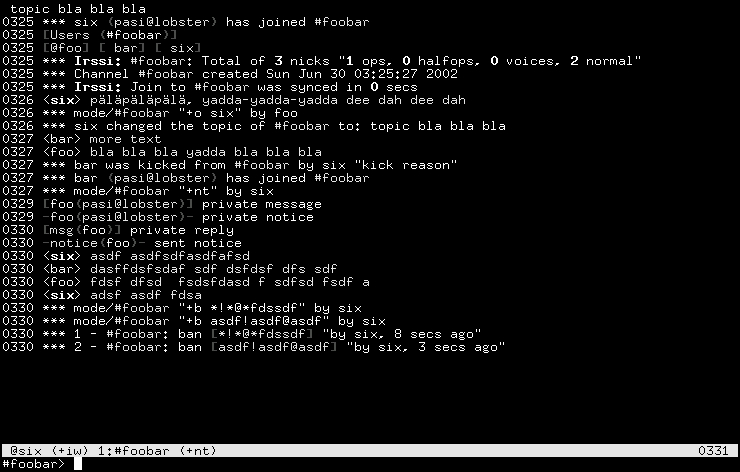 topic bla bla bla
0325 *** six (pasi@lobster) has joined #foobar
0325 [Users (#foobar)]
0325 [@foo] [ bar] [ six]
0325 *** Irssi: #foobar: Total of 3 nicks "1 ops, 0 halfops, 0 voices, 2 normal"
0325 *** Channel #foobar created Sun Jun 30 03:25:27 2002
0325 *** Irssi: Join to #foobar was synced in 0 secs
0326 <six> päläpäläpälä, yadda-yadda-yadda dee dah dee dah
0326 *** mode/#foobar "+o six" by foo
0326 *** six changed the topic of #foobar to: topic bla bla bla
0327 <bar> more text
0327 <foo> bla bla bla yadda bla bla bla
0327 *** bar was kicked from #foobar by six "kick reason"
0327 *** bar (pasi@lobster) has joined #foobar
0327 *** mode/#foobar "+nt" by six
0329 [foo(pasi@lobster)] private message
0329 -foo(pasi@lobster)- private notice
0330 [msg(foo)] private reply
0330 -notice(foo)- sent notice
0330 <six> asdf asdfsdfasdfafsd
0330 <bar> dasffdsfsdaf sdf dsfdsf dfs sdf
0330 <foo> fdsf dfsd  fsdsfdasd f sdfsd fsdf a
0330 <six> adsf asdf fdsa
0330 *** mode/#foobar "+b *!*@*fdssdf" by six
0330 *** mode/#foobar "+b asdf!asdf@asdf" by six
0330 *** 1 - #foobar: ban [*!*@*fdssdf] "by six, 8 secs ago"
0330 *** 2 - #foobar: ban [asdf!asdf@asdf] "by six, 3 secs ago"
@six (+iw) 1:#foobar (+nt) 0331
#foobar>